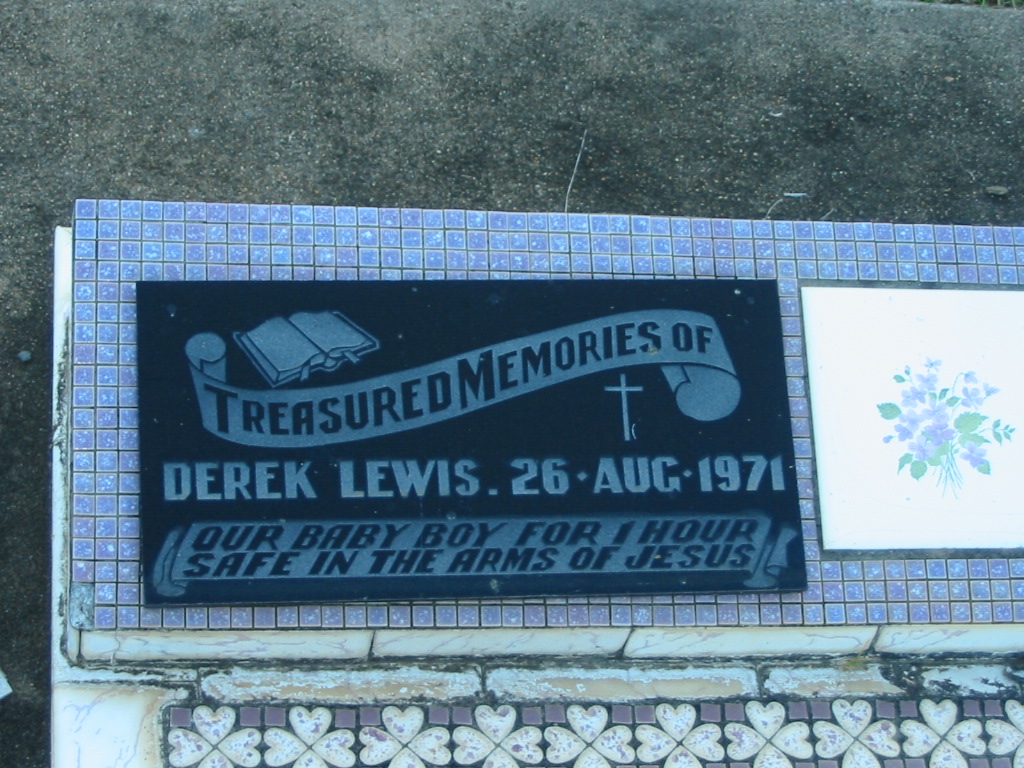 TREASURED MEMORIES OF
DEREK LEWIS. 26·AUG·1971
OUR BABY BOY FOR 1 HOUR
SAFE IN THE ARMS OF JESUS